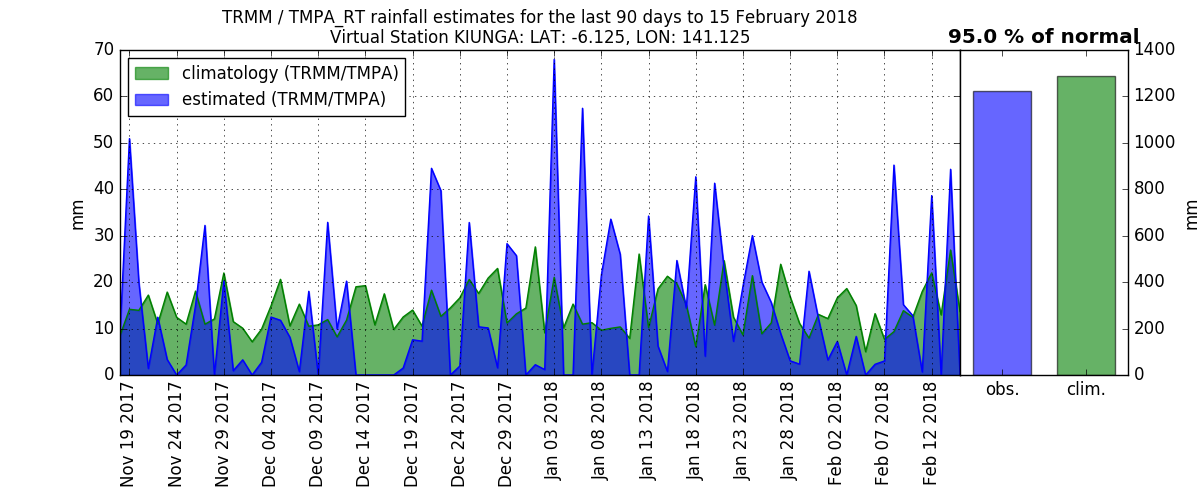 TRMM / TMPA_RT rainfall estimates for the last 90 days to 15 February 2018
Virtual Station KIUNGA: LAT: -6.125, LON: 141.125
95.0 % of normal
climatology (TRMM/TMPA)
estimated (TRMM/TMPA)
70
60
50
40
30
20
10
0
mm
1400
1200
1000
800
600
400
200
0
mm
obs.
clim.
Nov 19 2017
Nov 24 2017
Nov 29 2017
Dec 04 2017
Dec 09 2017
Dec 14 2017
Dec 19 2017
Dec 24 2017
Dec 29 2017
Jan 03 2018
Jan 08 2018
Jan 13 2018
Jan 18 2018
Jan 23 2018
Jan 28 2018
Feb 02 2018
Feb 07 2018
Feb 12 2018